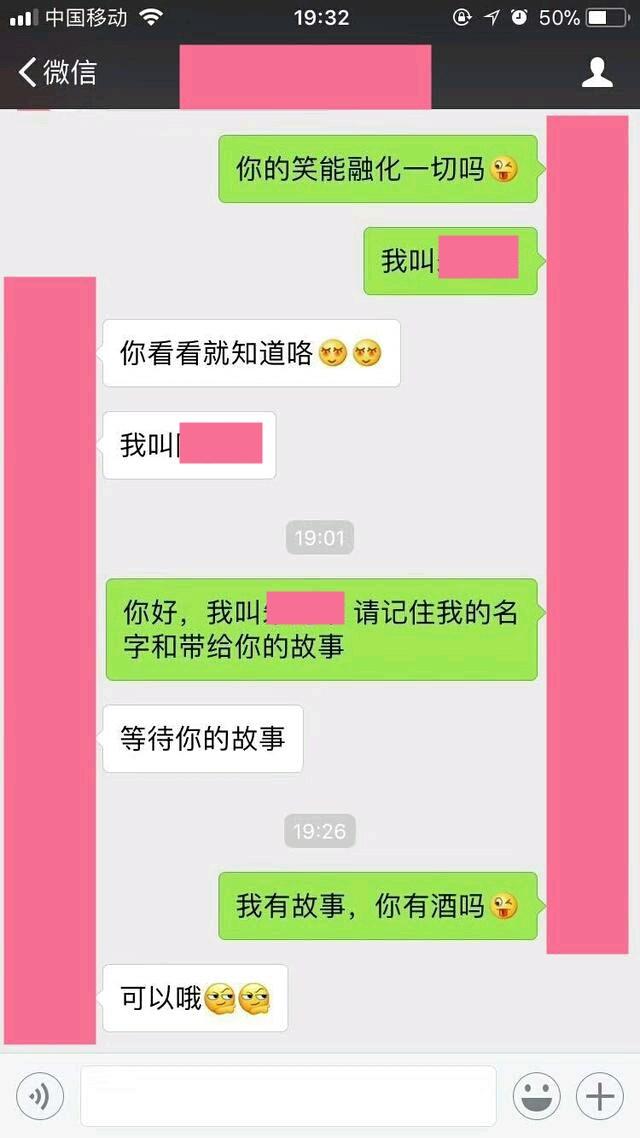 中国移动
19:32
50%
微信
你的笑能融化一切吗
我叫
你看看就知道咯
我叫
19:01
你好，我叫 请记住我的名
字和带给你的故事
等待你的故事
19:26
我有故事，你有酒吗
可以哦